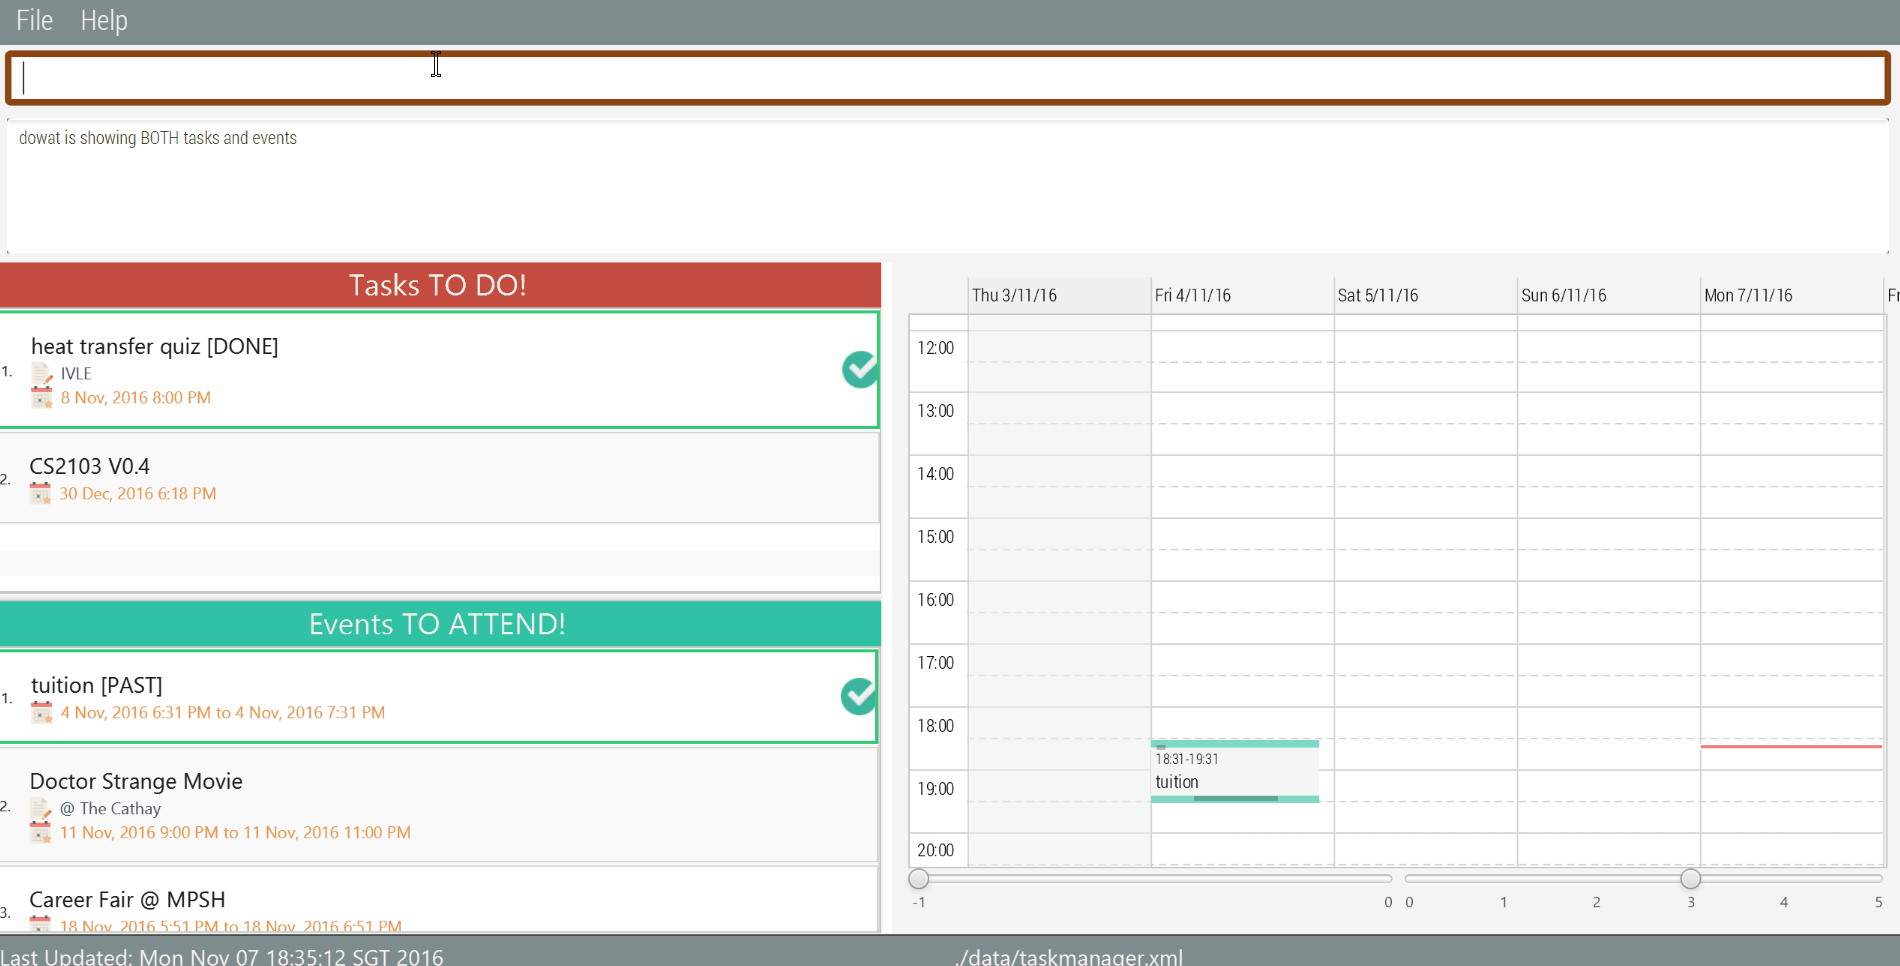 File Help
dowat is showing BOTH tasks and events
Tasks TO DO!
1.
heat transfer quiz [DONE]
IVLE
8 Nov, 2016 8:00 PM
2.
CS2103 V0.4
30 Dec, 2016 6:18 PM
Events TO ATTEND!
1.
tuition [PAST]
4 Nov, 2016 6:31 PM to 4 Nov, 2016 7:31 PM
2.
Doctor Strange Movie
@ The Cathay
11 Nov, 2016 9:00 PM to 11 Nov, 2016 11:00 PM
3.
Career Fair @ MPSH
18 Nov, 2016 5:51 PM to 18 Nov, 2016 6:51 PM
Thu 3/11/16 Fri 4/11/16 Sat 5/11/16 Sun 6/11/16 Mon 7/11/16 Fr
12:00
13:00
14:00
15:00
16:00
17:00
18:00
18:31-19:31
tuition
19:00
20:00
-1 0 0 1 2 3 4 5
Last Updated: Mon Nov 07 18:35:12 SGT 2016 ./data/taskmanager.xml